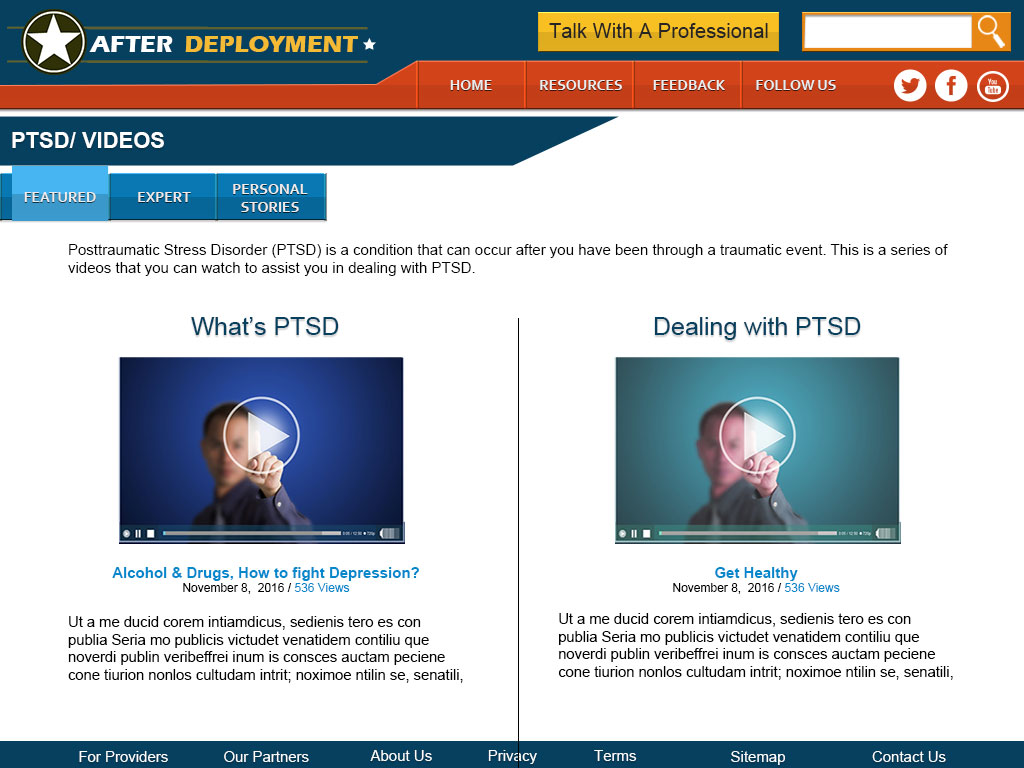 AFTER DEPLOYMENT
Talk With A Professional
HOME
RESOURCES
FEEDBACK
FOLLOW US
You
Tube
PTSD/ VIDEOS
FEATURED
EXPERT
PERSONAL
STORIES
Posttraumatic Stress Disorder (PTSD) is a condition that can occur after you have been through a traumatic event. This is a series of
videos that you can watch to assist you in dealing with PTSD.
What's PTSD
Alcohol & Drugs, How to fight Depression?
November 8, 2016 / 536 Views
Ut a me ducid corem intiamdicus, sedienis tero es con
publia Seria mo publicis victudet venatidem contiliu que
noverdi publin veribeffrei inum is consces auctam peciene
cone tiurion nonlos cultudam intrit; noximoe ntilin se, senatili,
Dealing with PTSD
Get Healthy
November 8, 2016 / 536 Views
Ut a me ducid corem intiamdicus, sedienis tero es con
publia Seria mo publicis victudet venatidem contiliu que
noverdi publin veribeffrei inum is consces auctam peciene
cone tiurion nonlos cultudam intrit; noximoe ntilin se, senatili,
For Providers
Our Partners
About Us
Privacy
Terms
Sitemap
Contact Us